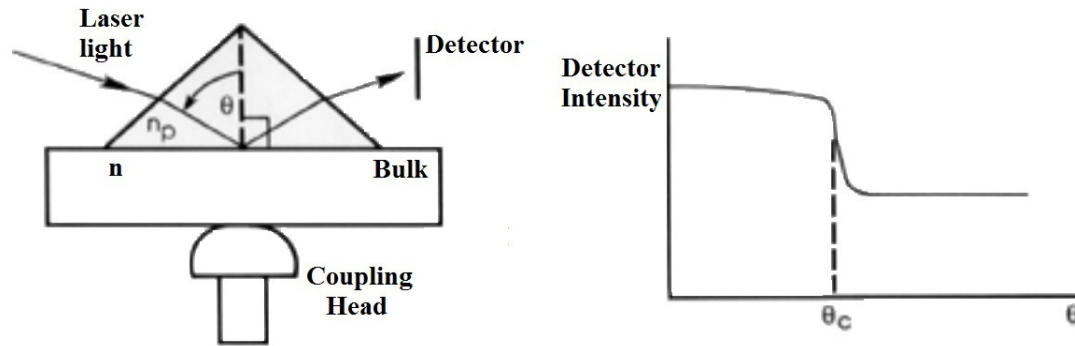 Laser
light
Detector
θ
n_p
n
Bulk
Coupling
Head
Detector
Intensity
θ_c
θ